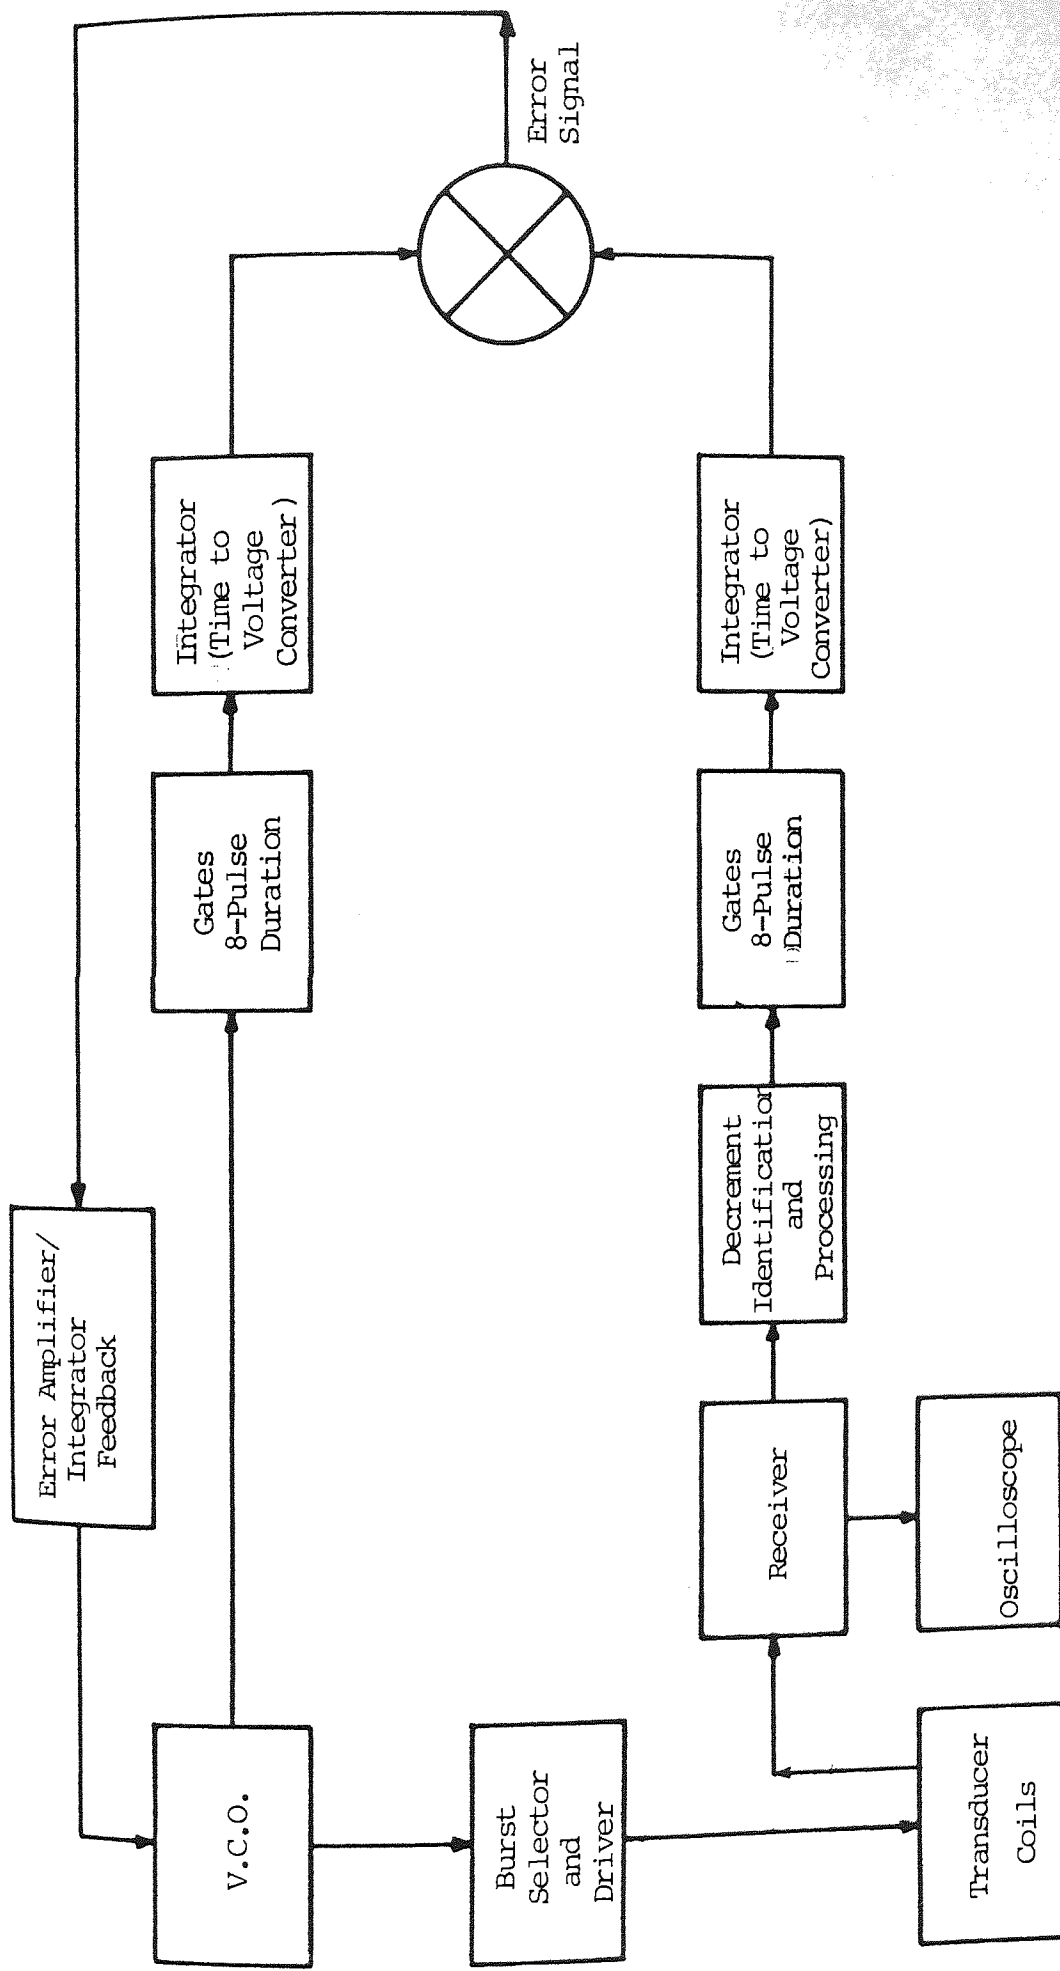 Error Amplifier/
Integrator
Feedback
V.C.O.
Gates
8-Pulse
Duration
Integrator
(Time to
Voltage
Converter)
Error
Signal
Burst
Selector
and
Driver
Transducer
Coils
Receiver
Oscilloscope
Decrement
Identification
and
Processing
Gates
8-Pulse
Duration
Integrator
(Time to
Voltage
Converter)